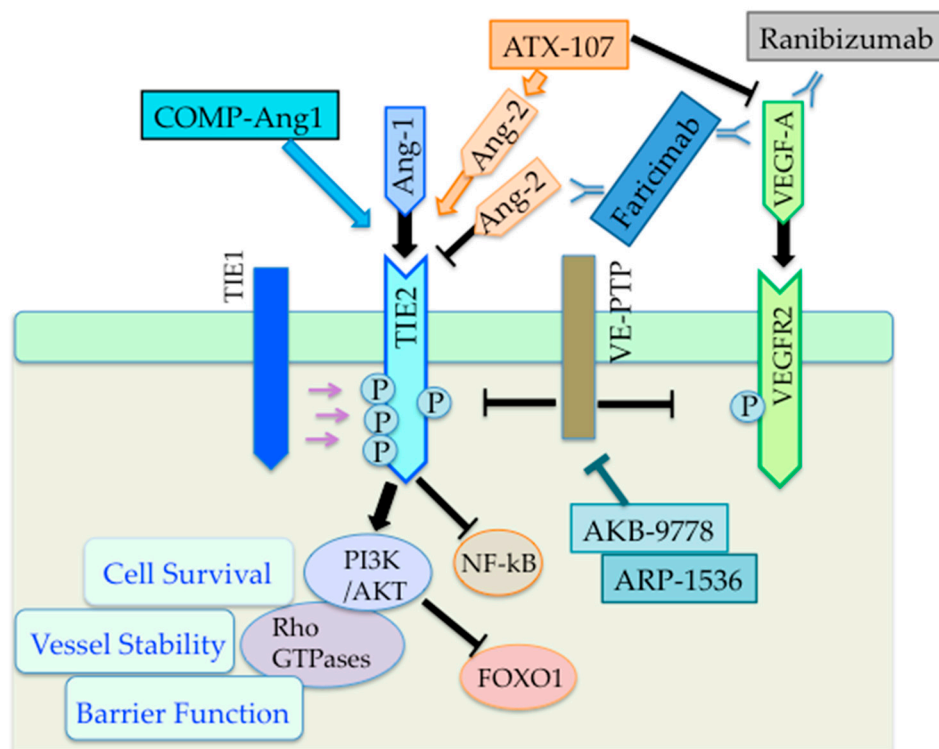 ATX-107
Ranibizumab
COMP-Ang1
Ang-1
Ang-2
Ang-2
Faricimab
VEGF-A
TIE1
TIE2
VE-PTP
VEGFR2
P
P
P
P
P
AKB-9778
ARP-1536
PI3K
/AKT
NF-kB
Cell Survival
Rho
GTPases
Vessel Stability
FOXO1
Barrier Function